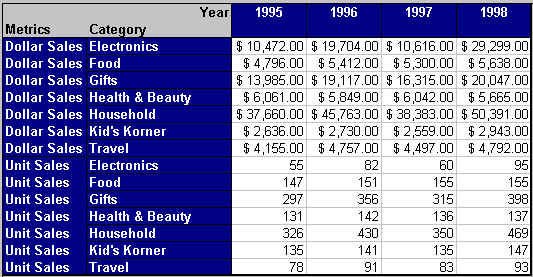 Year 1995 1996 1997 1998
Metrics Category
Dollar Sales Electronics $ 10,472.00 $ 19,704.00 $ 10,616.00 $ 29,299.00
Dollar Sales Food $ 4,796.00 $ 5,412.00 $ 5,300.00 $ 5,638.00
Dollar Sales Gifts $ 13,985.00 $ 19,117.00 $ 16,315.00 $ 20,047.00
Dollar Sales Health & Beauty $ 6,061.00 $ 5,849.00 $ 6,042.00 $ 5,665.00
Dollar Sales Household $ 37,660.00 $ 45,763.00 $ 38,383.00 $ 50,391.00
Dollar Sales Kid's Korner $ 2,636.00 $ 2,730.00 $ 2,559.00 $ 2,943.00
Dollar Sales Travel $ 4,155.00 $ 4,757.00 $ 4,497.00 $ 4,792.00
Unit Sales Electronics 55 82 60 95
Unit Sales Food 147 151 155 155
Unit Sales Gifts 297 356 315 398
Unit Sales Health & Beauty 131 142 136 137
Unit Sales Household 326 430 350 469
Unit Sales Kid's Korner 135 141 135 147
Unit Sales Travel 78 91 83 93